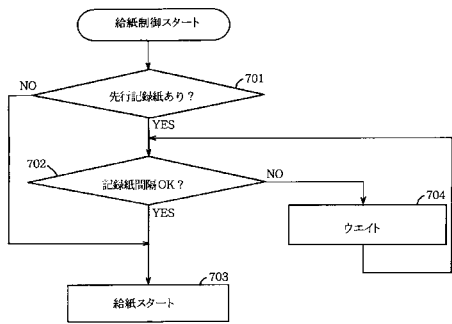 給紙制御スタート
701
NO
先行記録紙あり?
YES
702
記録紙間隔OK?
NO
704
YES
ウエイト
703
給紙スタート